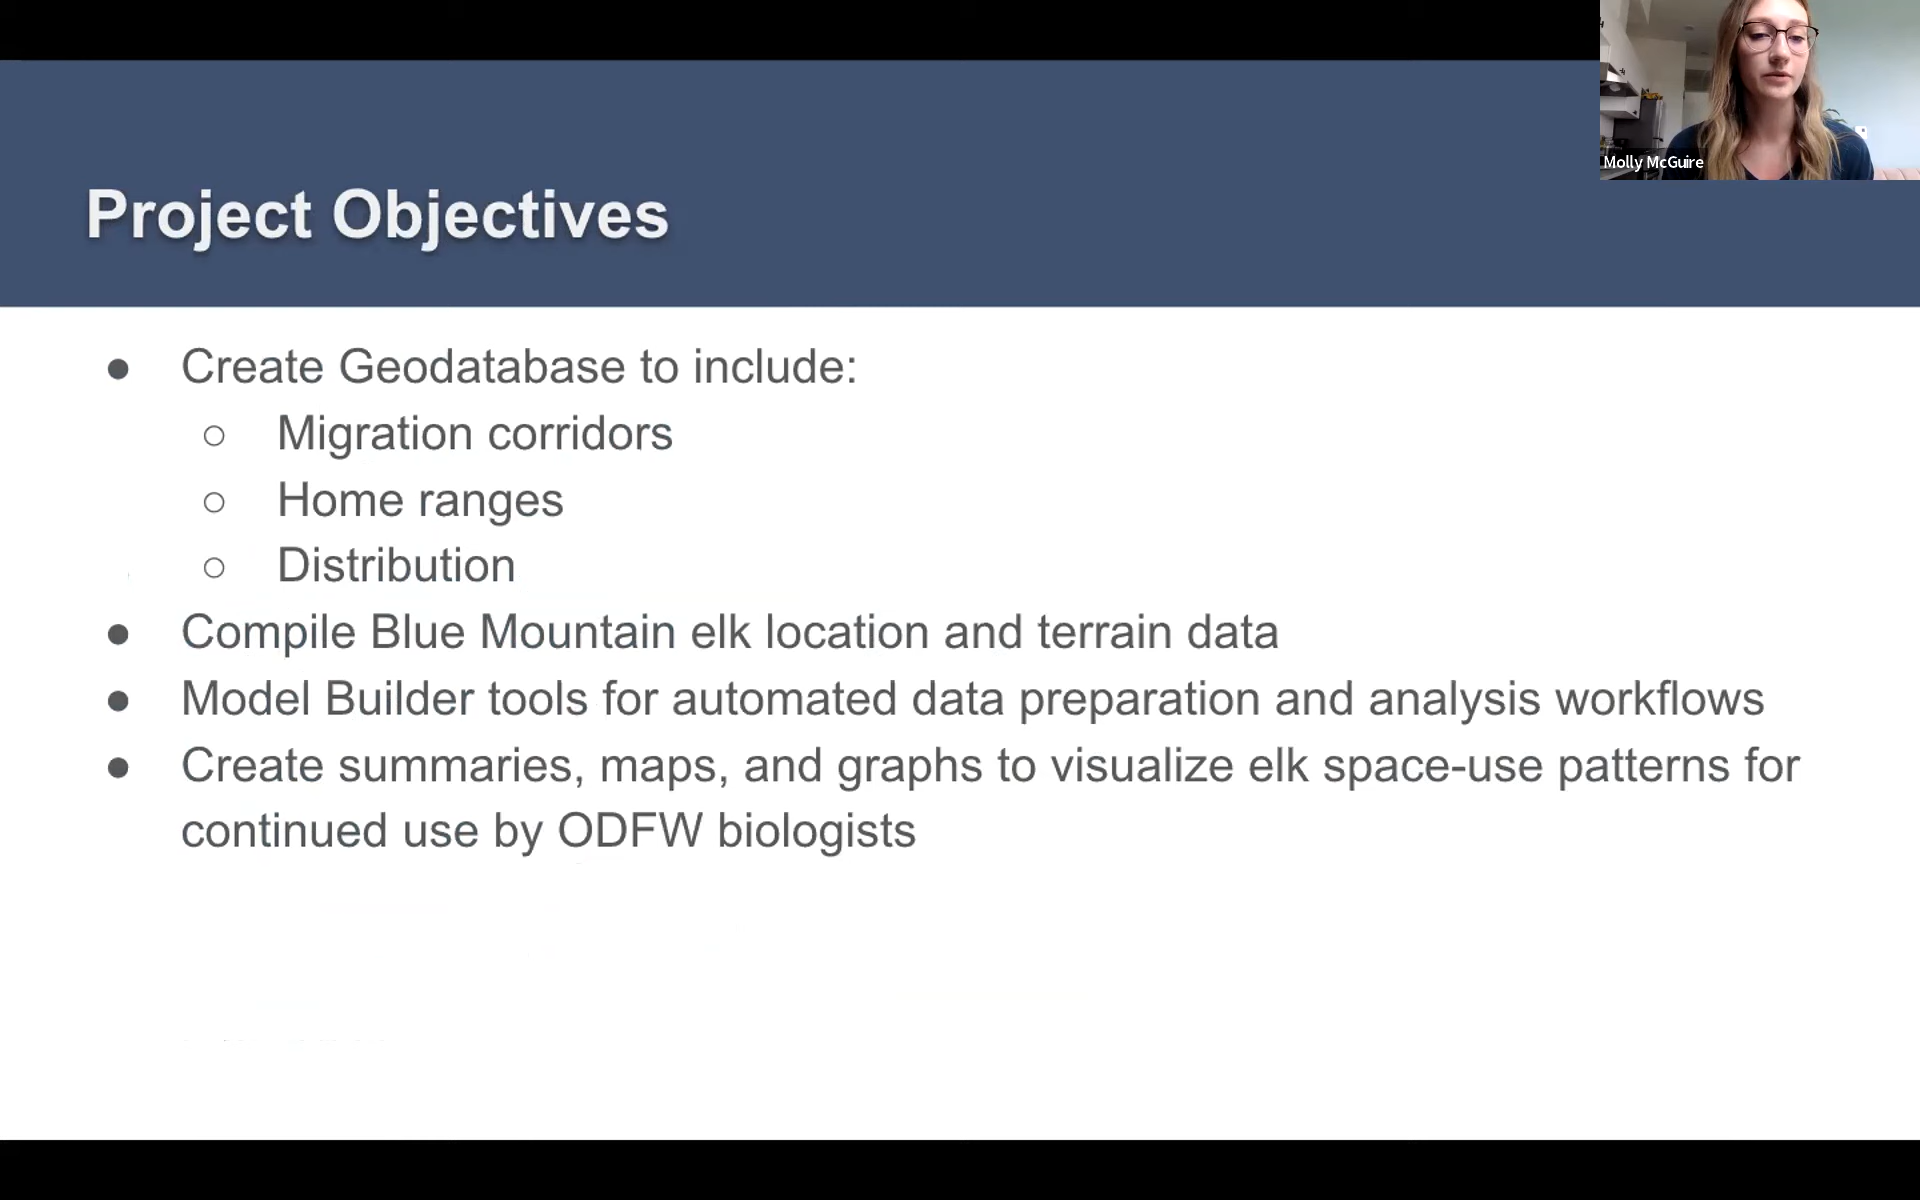 Molly McGuire
Project Objectives
● Create Geodatabase to include:
○ Migration corridors
○ Home ranges
○ Distribution
● Compile Blue Mountain elk location and terrain data
● Model Builder tools for automated data preparation and analysis workflows
● Create summaries, maps, and graphs to visualize elk space-use patterns for
continued use by ODFW biologists